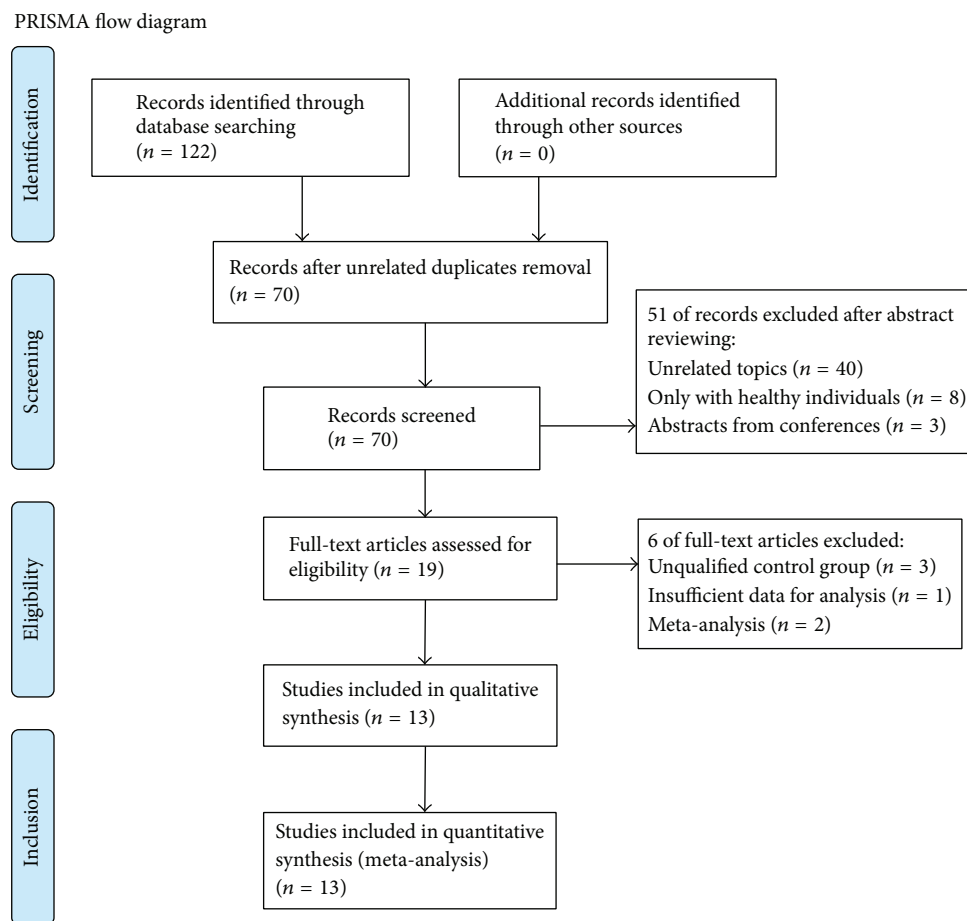 PRISMA flow diagram
Identification
Records identified through
database searching
(n = 122)
Additional records identified
through other sources
(n = 0)
Records after unrelated duplicates removal
(n = 70)
Screening
Records screened
(n = 70)
51 of records excluded after abstract
reviewing:
Unrelated topics (n = 40)
Only with healthy individuals (n = 8)
Abstracts from conferences (n = 3)
Eligibility
Full-text articles assessed for
eligibility (n = 19)
6 of full-text articles excluded:
Unqualified control group (n = 3)
Insufficient data for analysis (n = 1)
Meta-analysis (n = 2)
Studies included in qualitative
synthesis (n = 13)
Inclusion
Studies included in quantitative
synthesis (meta-analysis)
(n = 13)